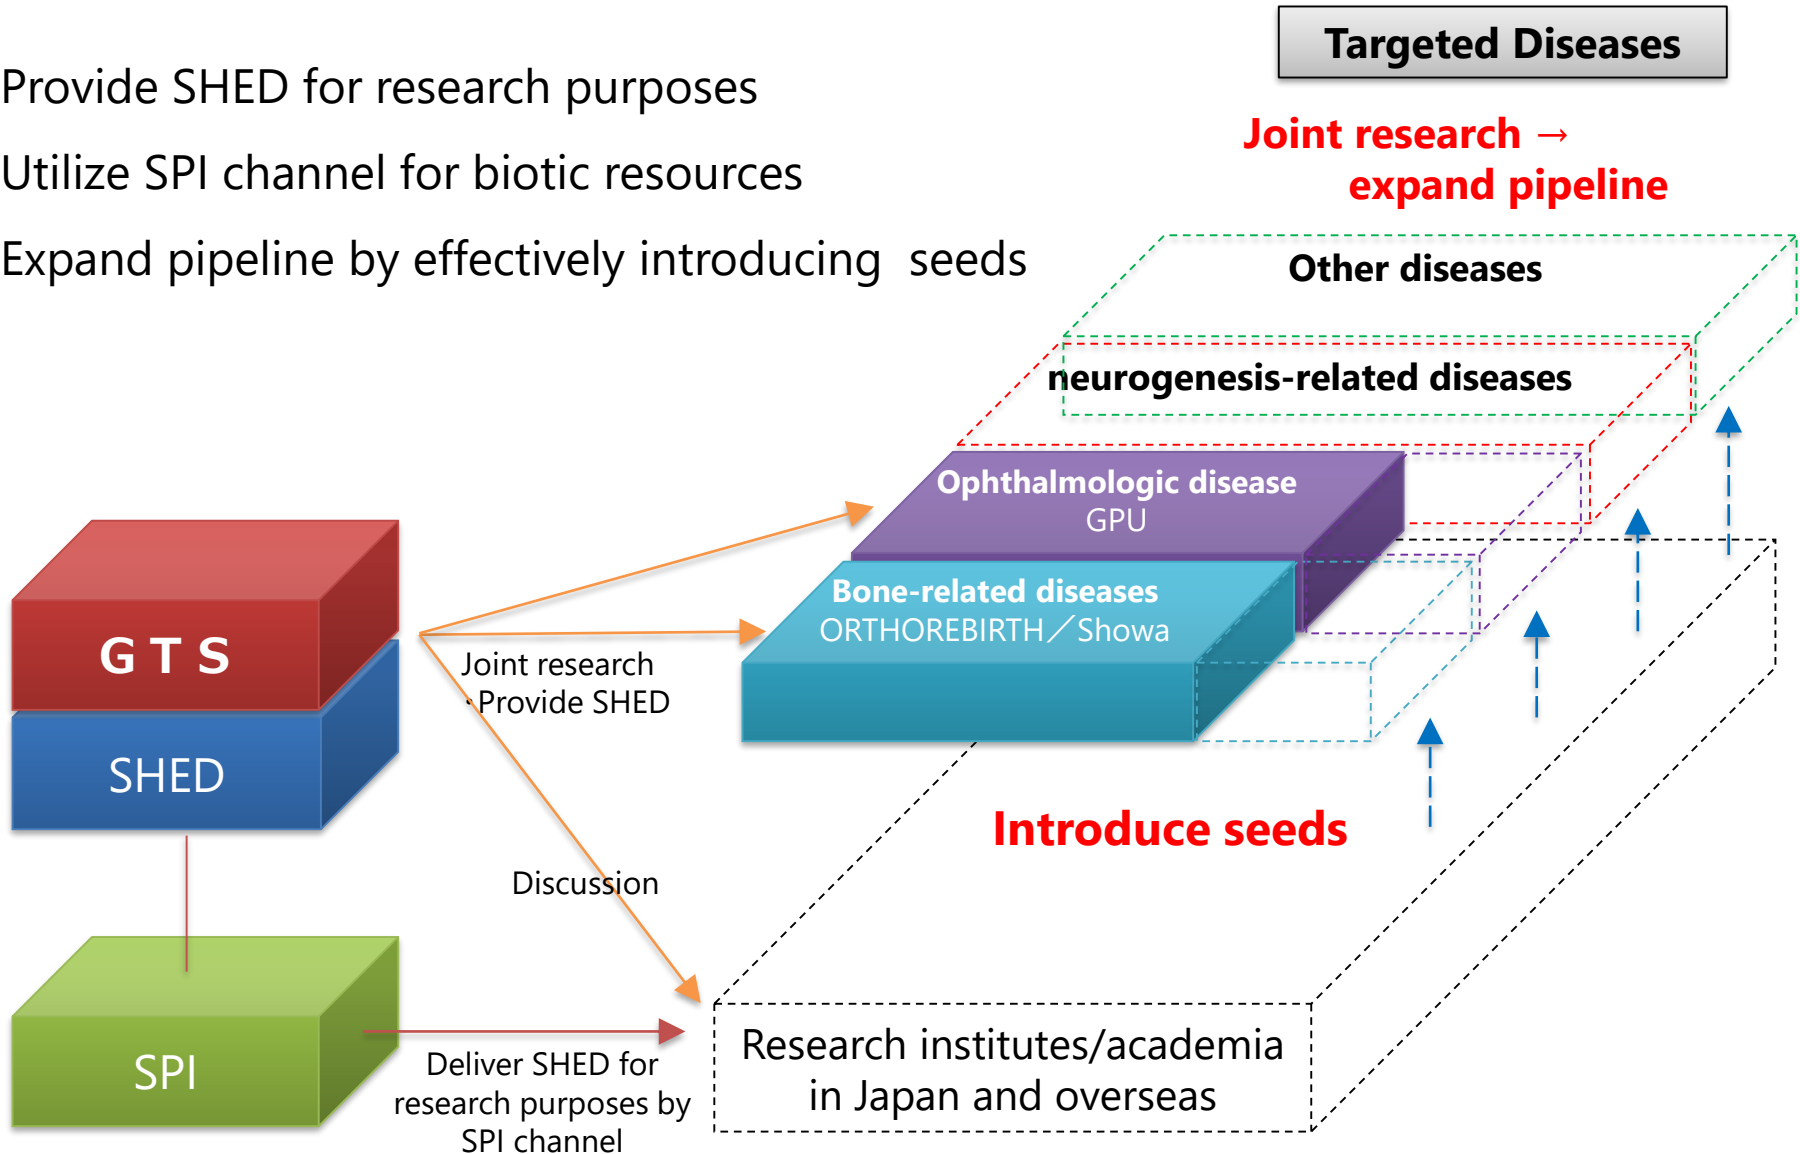 Targeted Diseases
Provide SHED for research purposes
Utilize SPI channel for biotic resources
Expand pipeline by effectively introducing  seeds
Joint research →
expand pipeline
Other diseases
neurogenesis-related diseases
Ophthalmologic disease
GPU
Bone-related diseases
ORTHOREBIRTH／Showa
GTS
SHED
Joint research
・Provide SHED
Introduce seeds
Discussion
SPI
Deliver SHED for
research purposes by
SPI channel
Research institutes/academia
in Japan and overseas